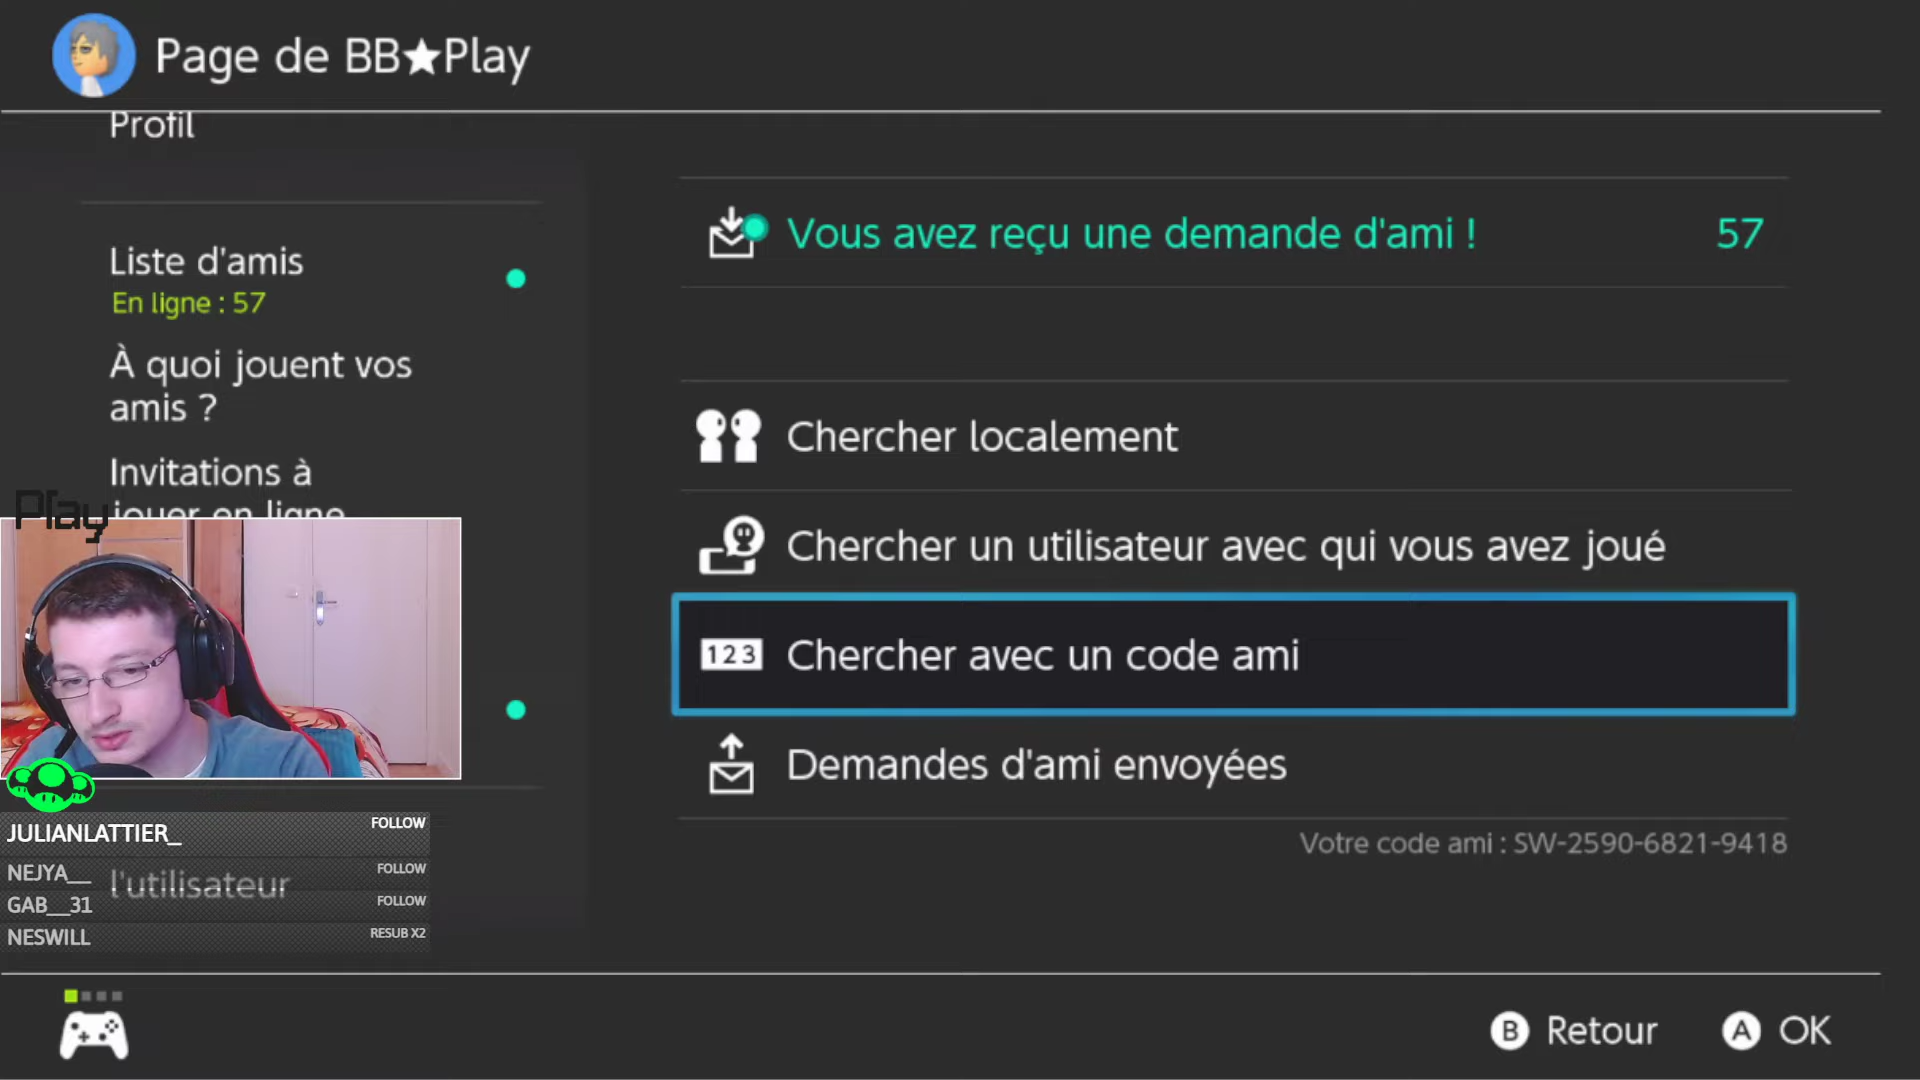 Page de BB★Play
Profil
Liste d'amis
En ligne : 57
À quoi jouent vos
amis ?
Invitations à
jouer en ligne
Play
Vous avez reçu une demande d'ami ! 57
Chercher localement
Chercher un utilisateur avec qui vous avez joué
123 Chercher avec un code ami
Demandes d'ami envoyées
Votre code ami : SW-2590-6821-9418
JULIANLATTIER_ FOLLOW
NEJYA__ FOLLOW
l'utilisateur
GAB__31 FOLLOW
NESWILL RESUB X2
B Retour A OK